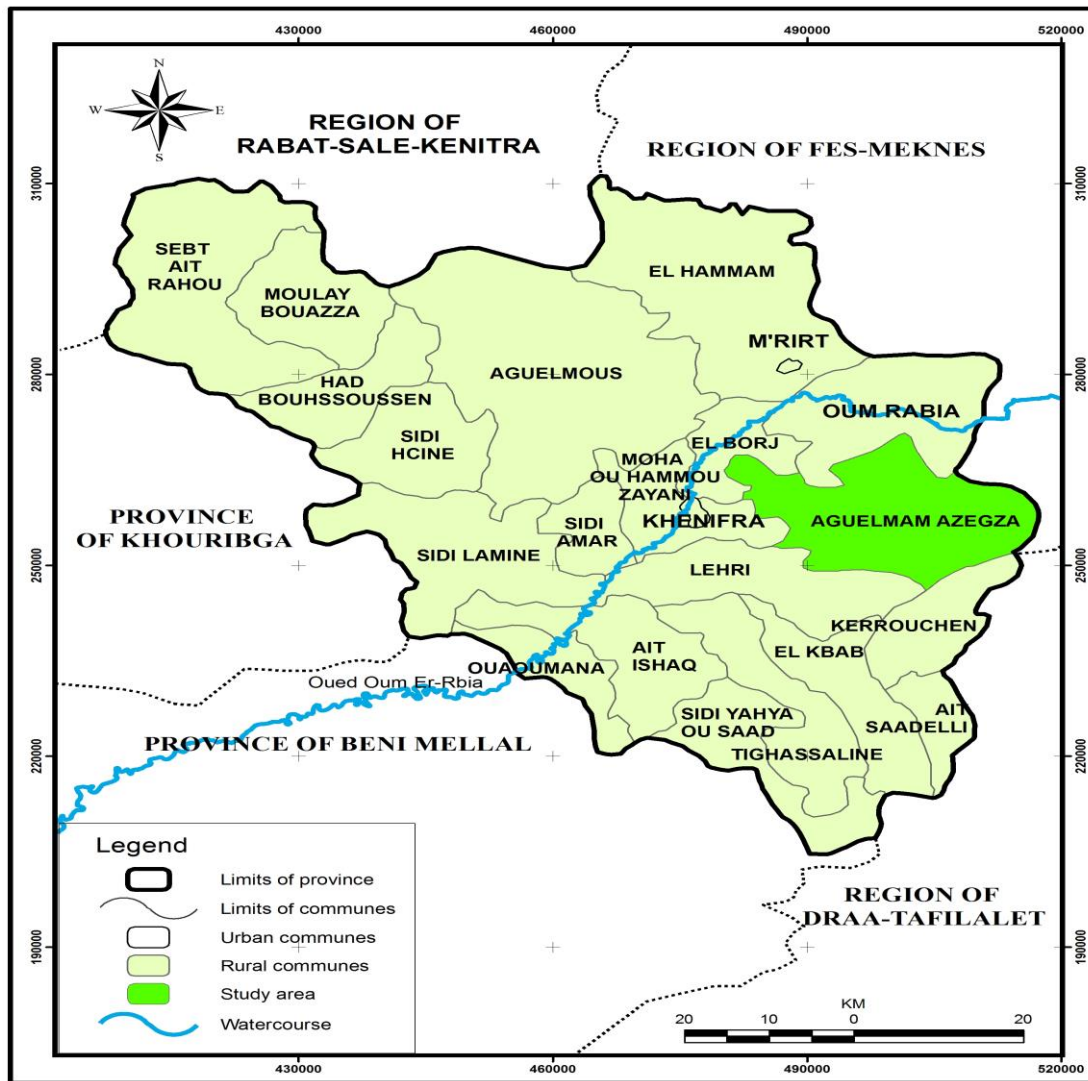 430000
460000
490000
520000
N
W
E
S
REGION OF
RABAT-SALE-KENITRA
REGION OF FES-MEKNES
310000
310000
SEBT
AIT
RAHOU
MOULAY
BOUAZZA
EL HAMMAM
M'RIRT
280000
280000
AGUELMOUS
HAD
BOUHSSOUSSEN
OUM RABIA
SIDI
HCINE
EL BORJ
MOHA
OU HAMMOU
ZAYANI
KHENIFRA
AGUELMAM AZEGZA
PROVINCE
OF KHOURIBGA
SIDI
AMAR
SIDI LAMINE
LEHRI
250000
250000
KERROUCHEN
AIT
ISHAQ
EL KBAB
OUAOUMANA
Oued Oum Er-Rbia
SIDI YAHYA
OU SAAD
AIT
SAADELLI
PROVINCE OF BENI MELLAL
TIGHASSALINE
220000
220000
Legend
Limits of province
Limits of communes
Urban communes
Rural communes
Study area
Watercourse
REGION OF
DRAA-TAFILALET
190000
190000
KM
20
10
0
20
430000
460000
490000
520000